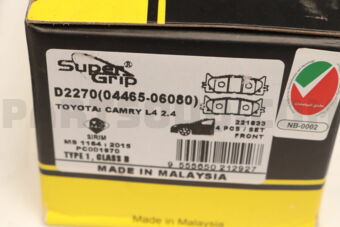 Super Grip®
D2270(04465-06080)
TOYOTA: CAMRY L4 2.4
221833
4 PCS / SET
FRONT
SIRIM
MS 1164 : 2015
PC001870
TYPE 1, CLASS B
9 555650 212927
MADE IN MALAYSIA
NB-0002
Made in Malaysia